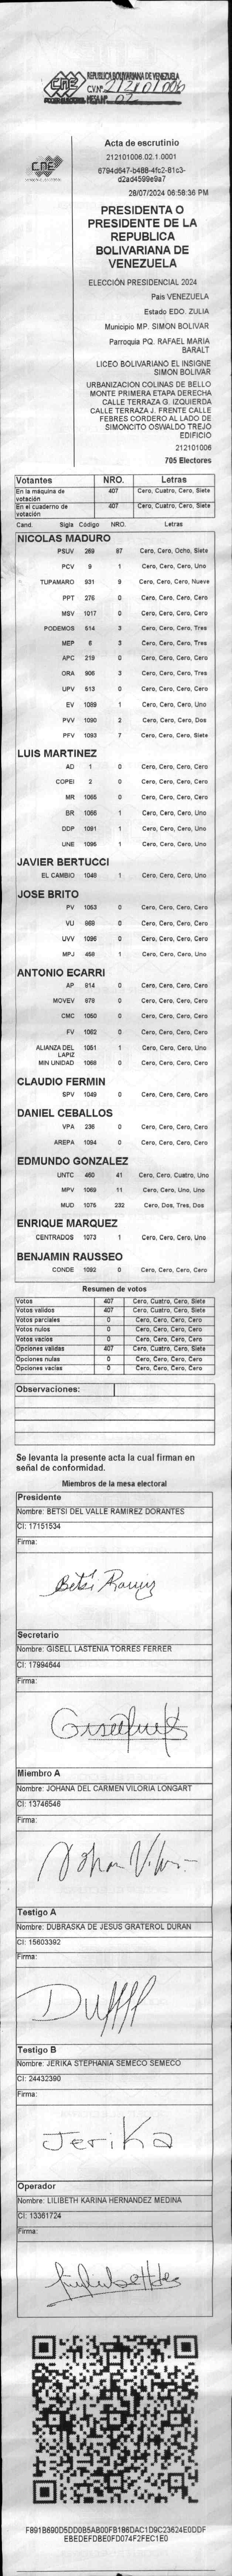 CNE
PODER ELECTORAL
REPUBLICA BOLIVARIANA DE VENEZUELA
C.V.Nº 212101006
MESA Nº 02
CNE
Acta de escrutinio
212101006.02.1.0001
6794d647-b488-4fc2-81c3-
d2ad4599e9a7
28/07/2024 06:58:36 PM
PRESIDENTA O
PRESIDENTE DE LA
REPUBLICA
BOLIVARIANA DE
VENEZUELA
ELECCIÓN PRESIDENCIAL 2024
Pais VENEZUELA
Estado EDO. ZULIA
Municipio MP. SIMON BOLIVAR
Parroquia PQ. RAFAEL MARIA
BARALT
LICEO BOLIVARIANO EL INSIGNE
SIMON BOLIVAR
URBANIZACION COLINAS DE BELLO
MONTE PRIMERA ETAPA DERECHA
CALLE TERRAZA G. IZQUIERDA
CALLE TERRAZA J. FRENTE CALLE
FEBRES CORDERO AL LADO DE
SIMONCITO OSWALDO TREJO
EDIFICIO
212101006
705 Electores
Votantes NRO. Letras
En la máquina de votación 407 Cero, Cuatro, Cero, Siete
En el cuaderno de votación 407 Cero, Cuatro, Cero, Siete
Cand. Sigla Código NRO. Letras
NICOLAS MADURO
PSUV 269 87 Cero, Cero, Ocho, Siete
PCV 9 1 Cero, Cero, Cero, Uno
TUPAMARO 931 9 Cero, Cero, Cero, Nueve
PPT 276 0 Cero, Cero, Cero, Cero
MSV 1017 0 Cero, Cero, Cero, Cero
PODEMOS 514 3 Cero, Cero, Cero, Tres
MEP 6 3 Cero, Cero, Cero, Tres
APC 219 0 Cero, Cero, Cero, Cero
ORA 906 3 Cero, Cero, Cero, Tres
UPV 513 0 Cero, Cero, Cero, Cero
EV 1089 1 Cero, Cero, Cero, Uno
PVV 1090 2 Cero, Cero, Cero, Dos
PFV 1093 7 Cero, Cero, Cero, Siete
LUIS MARTINEZ
AD 1 0 Cero, Cero, Cero, Cero
COPEI 2 0 Cero, Cero, Cero, Cero
MR 1065 0 Cero, Cero, Cero, Cero
BR 1066 1 Cero, Cero, Cero, Uno
DDP 1081 1 Cero, Cero, Cero, Uno
UNE 1095 1 Cero, Cero, Cero, Uno
JAVIER BERTUCCI
EL CAMBIO 1048 1 Cero, Cero, Cero, Uno
JOSE BRITO
PV 1053 0 Cero, Cero, Cero, Cero
VU 868 0 Cero, Cero, Cero, Cero
UVV 1096 0 Cero, Cero, Cero, Cero
MPJ 458 1 Cero, Cero, Cero, Uno
ANTONIO ECARRI
AP 914 0 Cero, Cero, Cero, Cero
MOVEV 978 0 Cero, Cero, Cero, Cero
CMC 1050 0 Cero, Cero, Cero, Cero
FV 1062 0 Cero, Cero, Cero, Cero
ALIANZA DEL LAPIZ 1051 1 Cero, Cero, Cero, Uno
MIN UNIDAD 1068 0 Cero, Cero, Cero, Cero
CLAUDIO FERMIN
SPV 1049 0 Cero, Cero, Cero, Cero
DANIEL CEBALLOS
VPA 236 0 Cero, Cero, Cero, Cero
AREPA 1094 0 Cero, Cero, Cero, Cero
EDMUNDO GONZALEZ
UNTC 460 41 Cero, Cero, Cuatro, Uno
MPV 1069 11 Cero, Cero, Uno, Uno
MUD 1075 232 Cero, Dos, Tres, Dos
ENRIQUE MARQUEZ
CENTRADOS 1073 1 Cero, Cero, Cero, Uno
BENJAMIN RAUSSEO
CONDE 1092 0 Cero, Cero, Cero, Cero
Resumen de votos
Votos 407 Cero, Cuatro, Cero, Siete
Votos validos 407 Cero, Cuatro, Cero, Siete
Votos parciales 0 Cero, Cero, Cero, Cero
Votos nulos 0 Cero, Cero, Cero, Cero
Votos vacios 0 Cero, Cero, Cero, Cero
Opciones validas 407 Cero, Cuatro, Cero, Siete
Opciones nulas 0 Cero, Cero, Cero, Cero
Opciones vacias 0 Cero, Cero, Cero, Cero
Observaciones:
Se levanta la presente acta la cual firman en
señal de conformidad.
Miembros de la mesa electoral
Presidente
Nombre: BETSI DEL VALLE RAMIREZ DORANTES
CI: 17151534
Firma:
Betsi Ramirez
Secretario
Nombre: GISELL LASTENIA TORRES FERRER
CI: 17994644
Firma:
Miembro A
Nombre: JOHANA DEL CARMEN VILORIA LONGART
CI: 13746546
Firma:
Testigo A
Nombre: DUBRASKA DE JESUS GRATEROL DURAN
CI: 15603392
Firma:
Testigo B
Nombre: JERIKA STEPHANIA SEMECO SEMECO
CI: 24432390
Firma:
Jerika
Operador
Nombre: LILIBETH KARINA HERNANDEZ MEDINA
CI: 13361724
Firma:
F891B690D5DD0B5AB00FB186DAC1D9C23624E0DDF
EBEDEFDBE0FD074F2FEC1E0